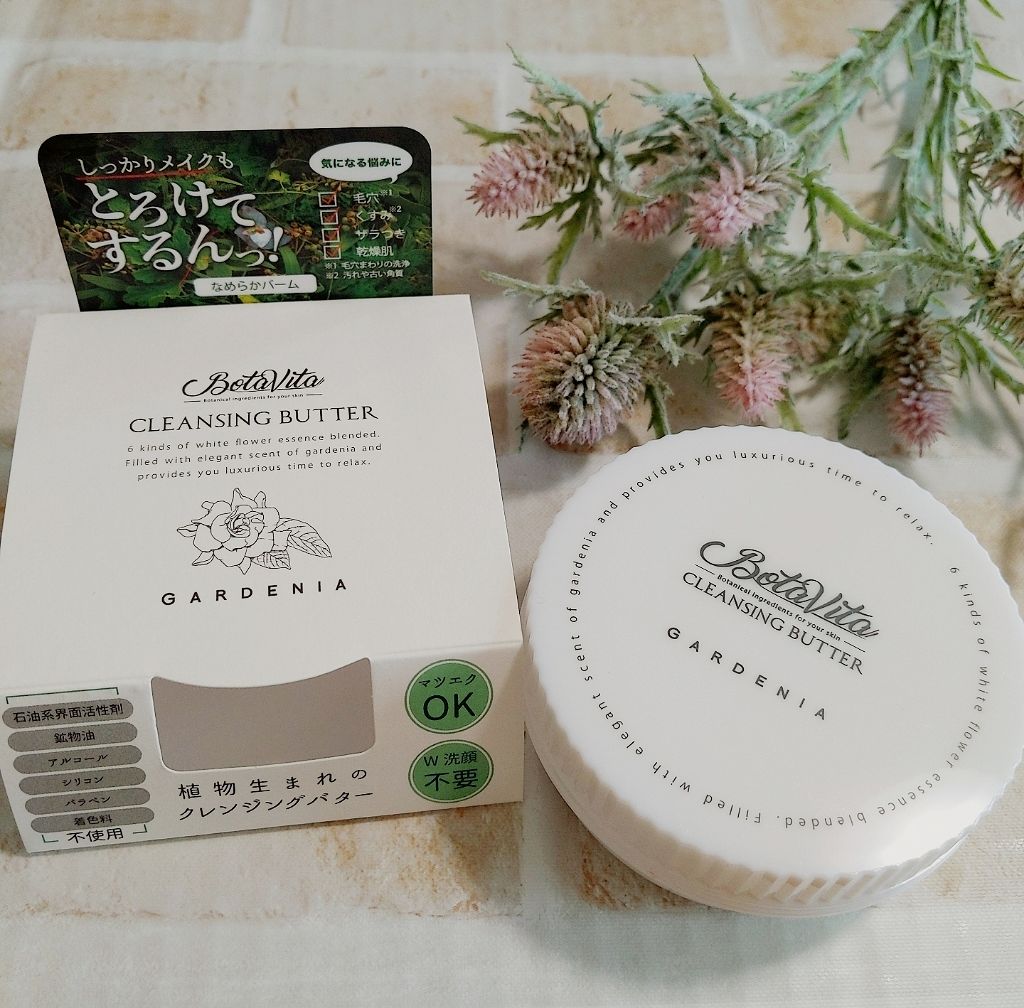 しっかりメイクも
とろけて
するんっ!
なめらかバーム
気になる悩みに
毛穴※1
くすみ※2
ザラつき
乾燥肌
※1 毛穴まわりの洗浄
※2 汚れや古い角質
BotaVita
Botanical ingredients for your skin
CLEANSING BUTTER
6 kinds of white flower essence blended.
Filled with elegant scent of gardenia and
provides you luxurious time to relax.
GARDENIA
石油系界面活性剤
鉱物油
アルコール
シリコン
パラベン
着色料
不使用
植物生まれの
クレンジングバター
マツエク
OK
W洗顔
不要
BotaVita
Botanical ingredients for your skin
CLEANSING BUTTER
GARDENIA
6 kinds of white flower essence blended. Filled with elegant scent of gardenia and provides you luxurious time to relax.